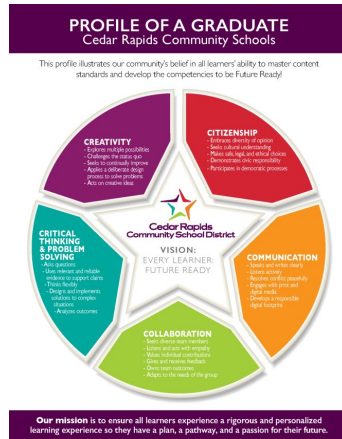 PROFILE OF A GRADUATE
Cedar Rapids Community Schools
This profile illustrates our community's belief in all learners' ability to master content
standards and develop the competencies to be Future Ready!
CREATIVITY
- Explores multiple possibilities
- Challenges the status quo
- Seeks to continually improve
- Applies a deliberate design
process to solve problems
- Acts on creative ideas
CITIZENSHIP
- Embraces diversity of opinion
- Seeks cultural understanding
- Makes safe, legal, and ethical choices
- Demonstrates civic responsibility
- Participates in democratic processes
CRITICAL
THINKING
& PROBLEM
SOLVING
- Asks questions
- Uses relevant and reliable
evidence to support claims
- Thinks flexibly
- Designs and implements
solutions to complex
situations
- Analyzes outcomes
Cedar Rapids
Community School District
VISION:
EVERY LEARNER:
FUTURE READY
COMMUNICATION
- Speaks and writes clearly
- Listens actively
- Resolves conflict peacefully
- Engages with print and
digital media
- Develops a responsible
digital footprint
COLLABORATION
- Seeks diverse team members
- Listens and acts with empathy
- Values individual contributions
- Gives and receives feedback
- Owns team outcomes
- Adapts to the needs of the group
Our mission is to ensure all learners experience a rigorous and personalized
learning experience so they have a plan, a pathway, and a passion for their future.